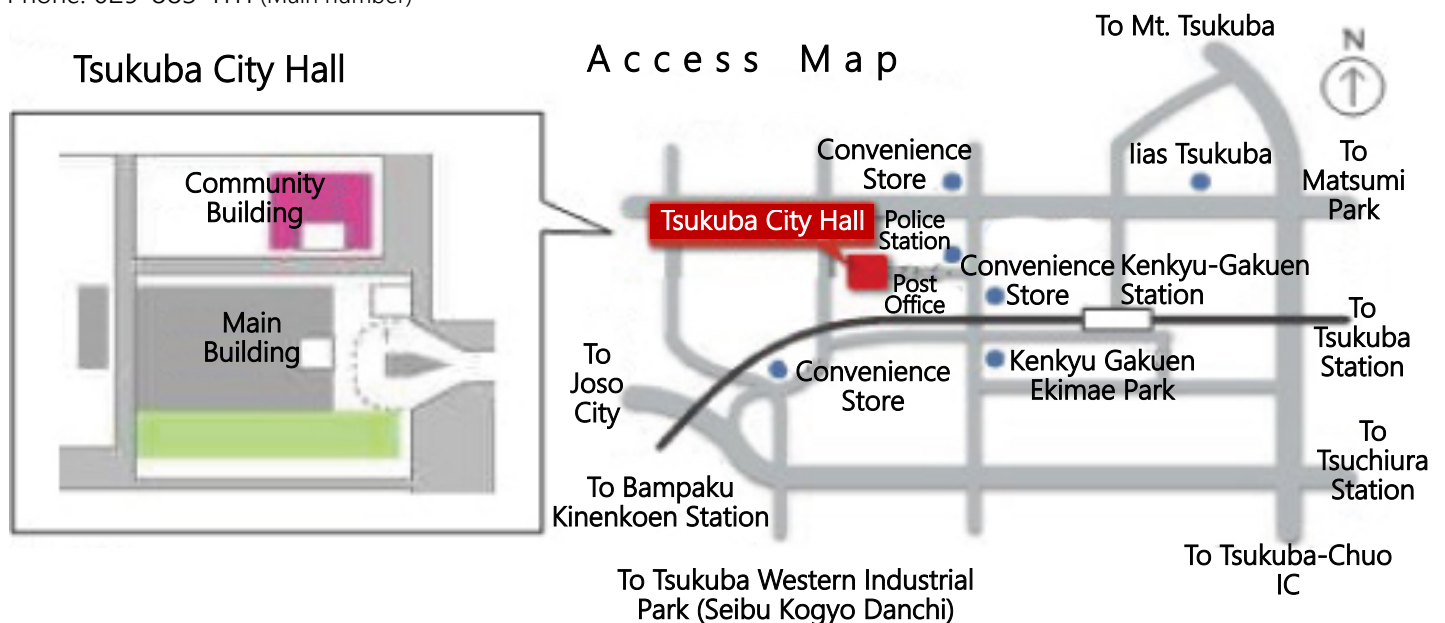 (Main number)
To Mt. Tsukuba
Tsukuba City Hall
Access Map
N
Community
Building
Main
Building
Convenience
Store
Iias Tsukuba
To
Matsumi
Park
Tsukuba City Hall
Police
Station
Post
Office
Convenience
Store
Kenkyu-Gakuen
Station
To
Tsukuba
Station
To
Joso
City
Convenience
Store
Kenkyu Gakuen
Ekimae Park
To
Tsuchiura
Station
To Bampaku
Kinenkoen Station
To Tsukuba-Chuo
IC
To Tsukuba Western Industrial
Park (Seibu Kogyo Danchi)